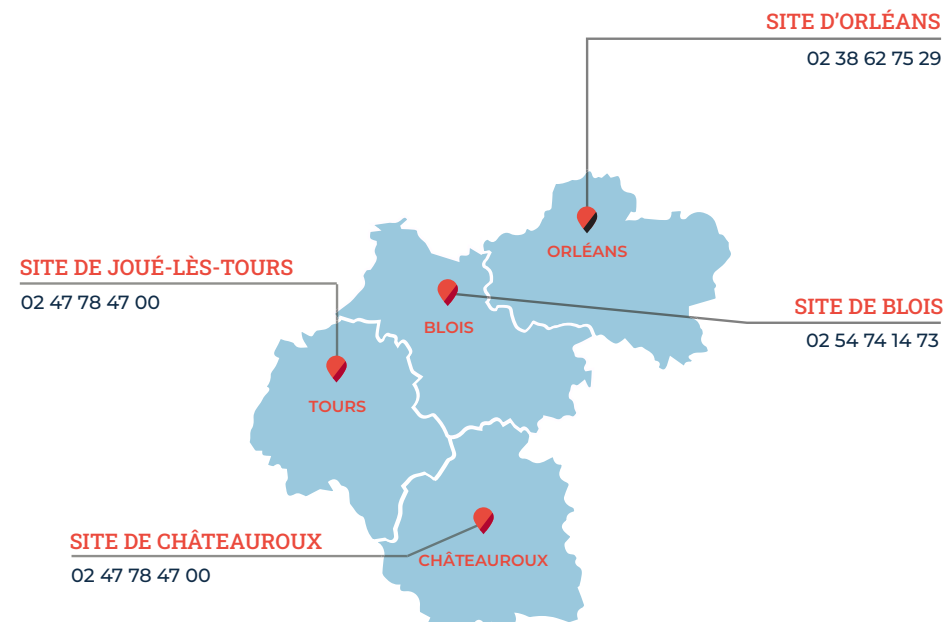 SITE D'ORLÉANS
02 38 62 75 29
ORLÉANS
SITE DE JOUÉ-LÈS-TOURS
02 47 78 47 00
SITE DE BLOIS
02 54 74 14 73
BLOIS
TOURS
SITE DE CHÂTEAUROUX
02 47 78 47 00
CHÂTEAUROUX